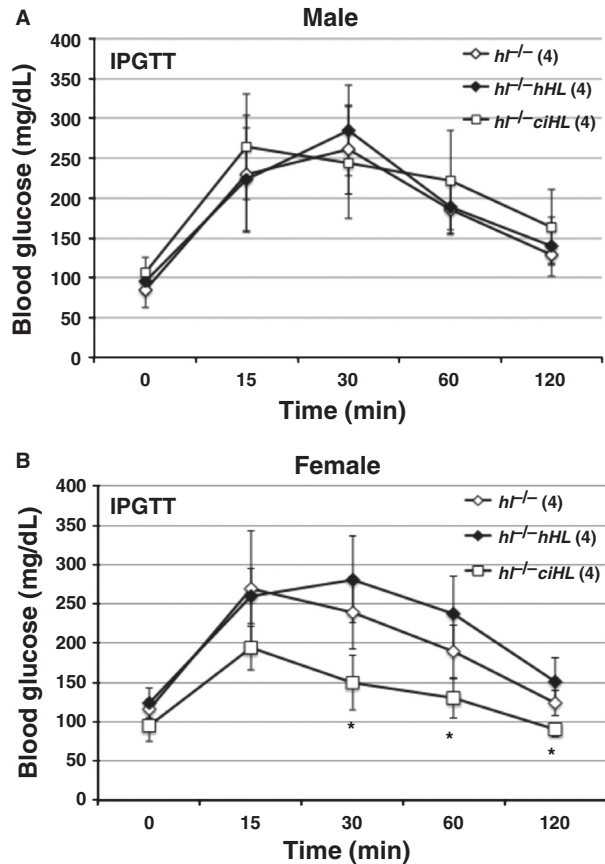 A
Male
400
350
300
250
200
150
100
50
0
Blood glucose (mg/dL)
IPGTT
hl–/– (4)
hl–/–hHL (4)
hl–/–ciHL (4)
0 15 30 60 120
Time (min)
B
Female
400
350
300
250
200
150
100
50
0
Blood glucose (mg/dL)
IPGTT
hl–/– (4)
hl–/–hHL (4)
hl–/–ciHL (4)
* * *
0 15 30 60 120
Time (min)